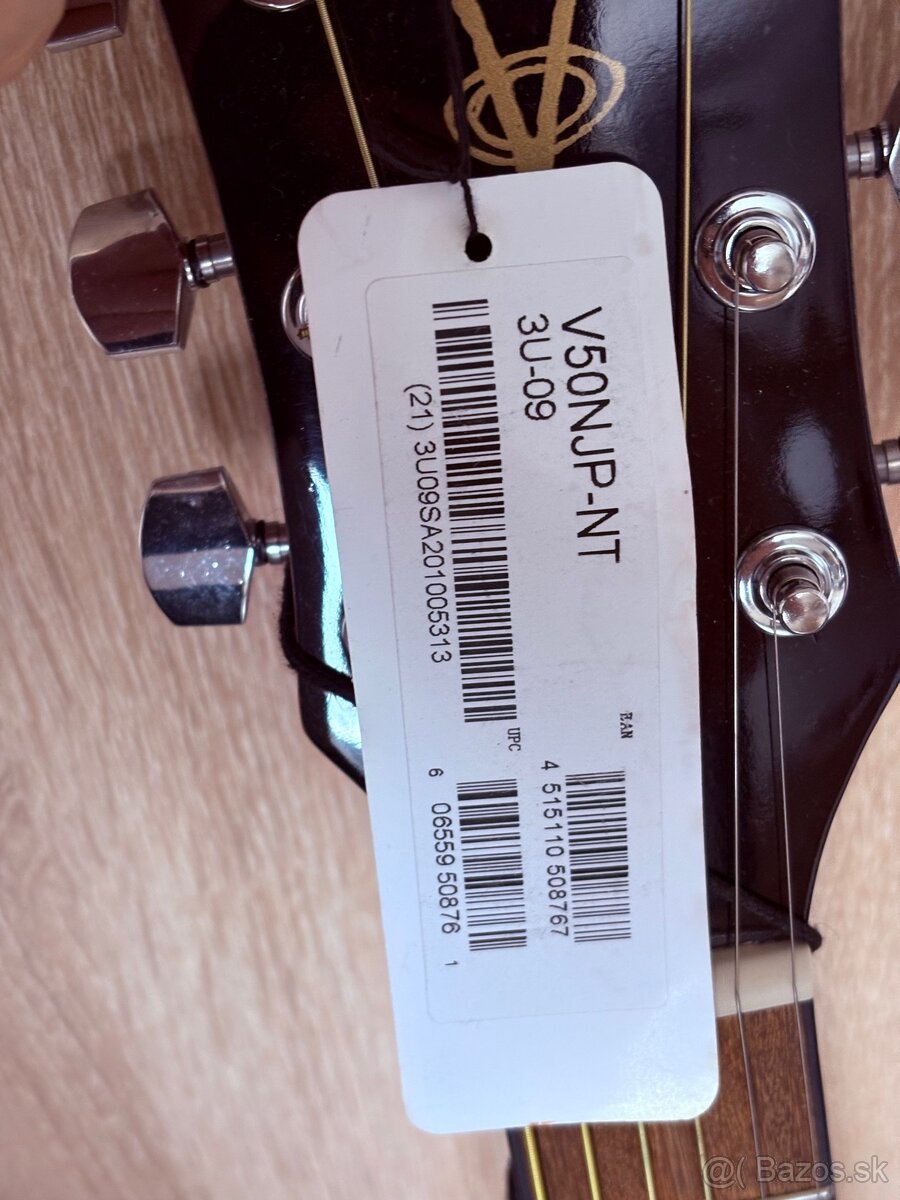 V50NJP-NT
3U-09
(21) 3U09SA201005313
EAN
4 515110 508767
UPC
6 06559 50876 1
@( Bazos.sk